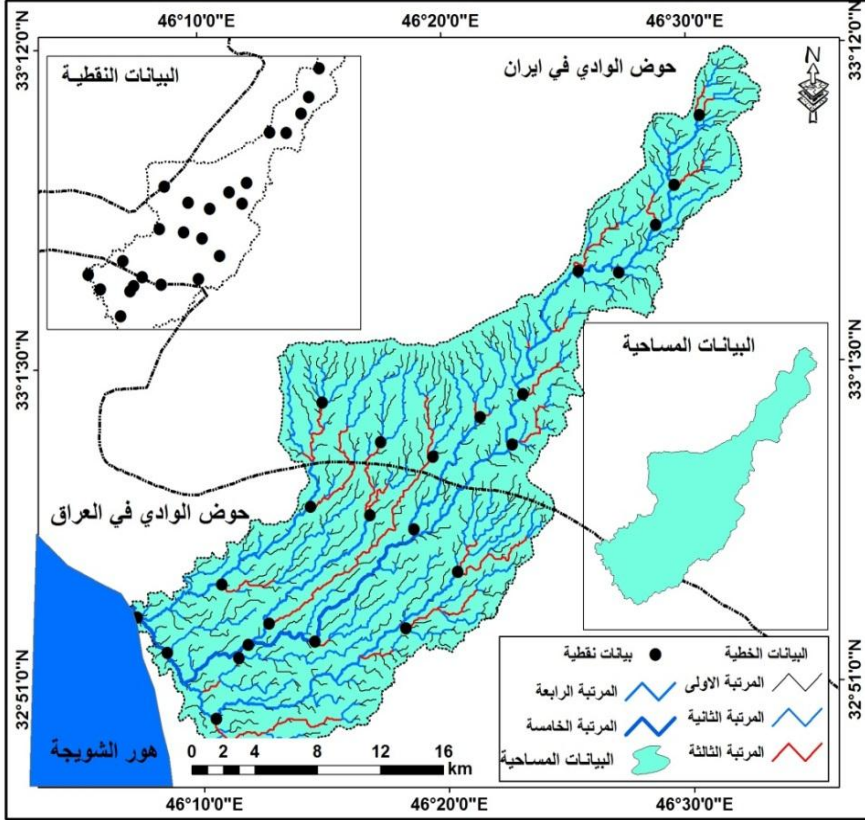 46°10'0"E
46°20'0"E
46°30'0"E
33°12'0"N
33°12'0"N
البيانات النقطية
حوض الوادي في ايران
N
33°1'30"N
33°1'30"N
البيانات المساحية
حوض الوادي في العراق
32°51'0"N
32°51'0"N
البيانات الخطية
بيانات نقطية
المرتبة الاولى
المرتبة الرابعة
المرتبة الثانية
المرتبة الخامسة
المرتبة الثالثة
البيانات المساحية
هور الشويجة
0 2 4 8 12 16
km
46°10'0"E
46°20'0"E
46°30'0"E